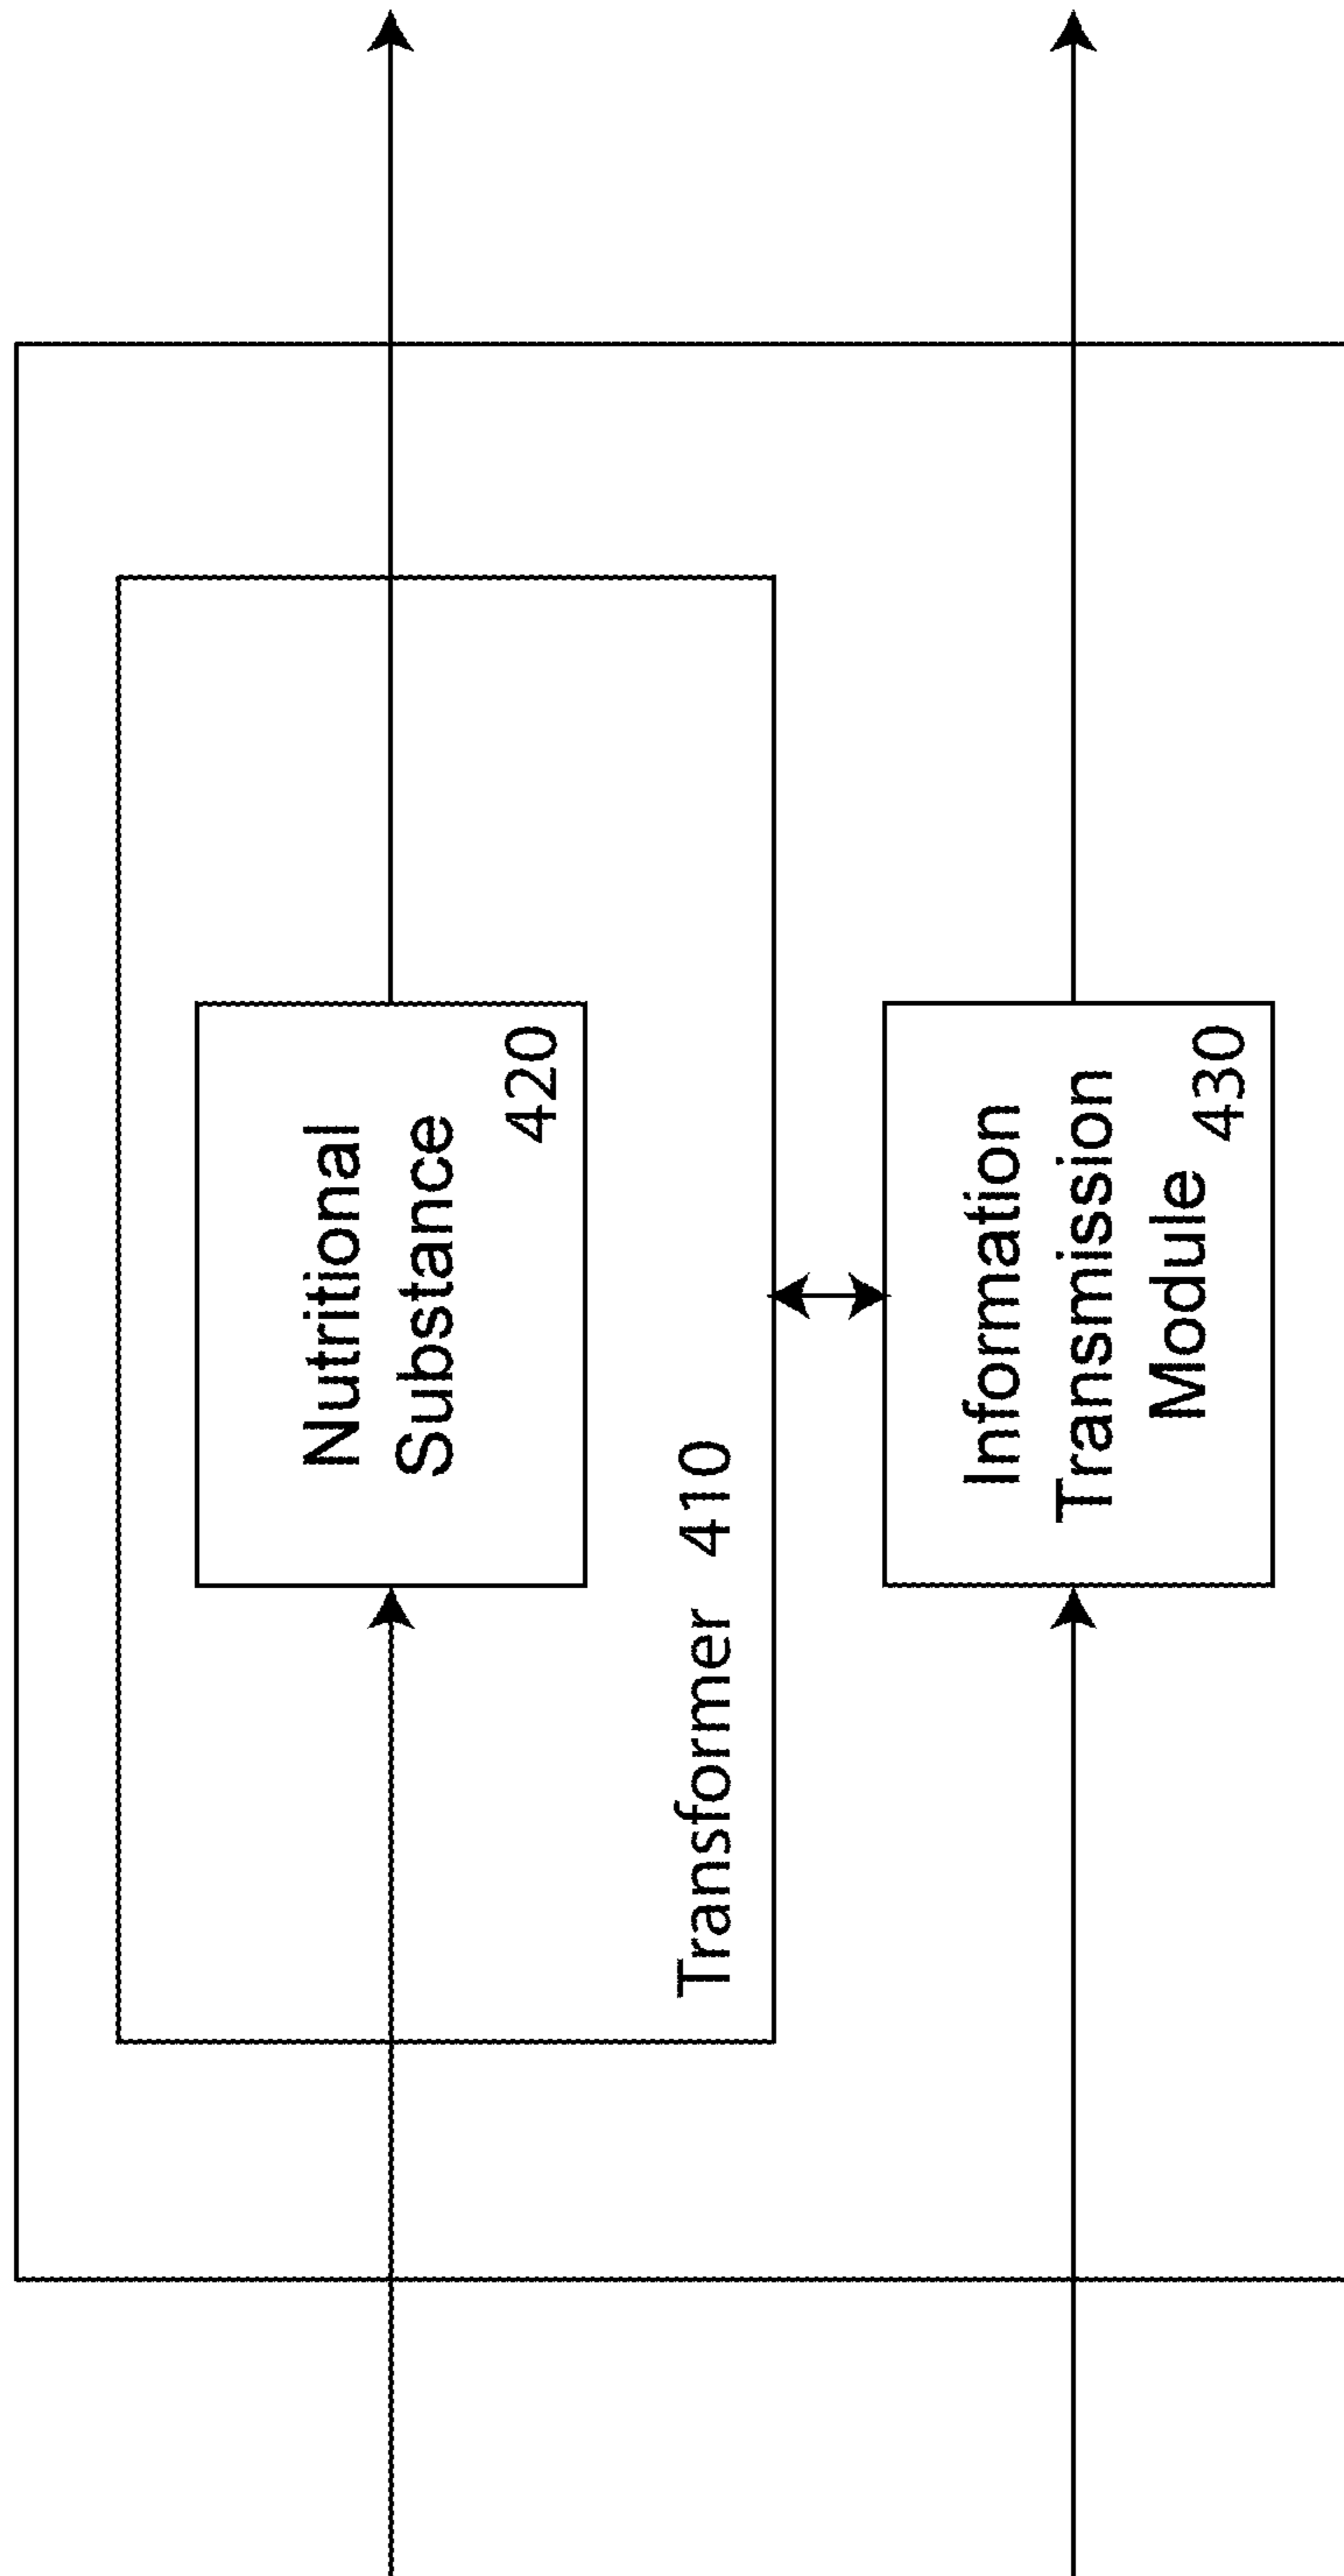 Nutritional
Substance
420
Transformer 410
Information
Transmission
Module 430